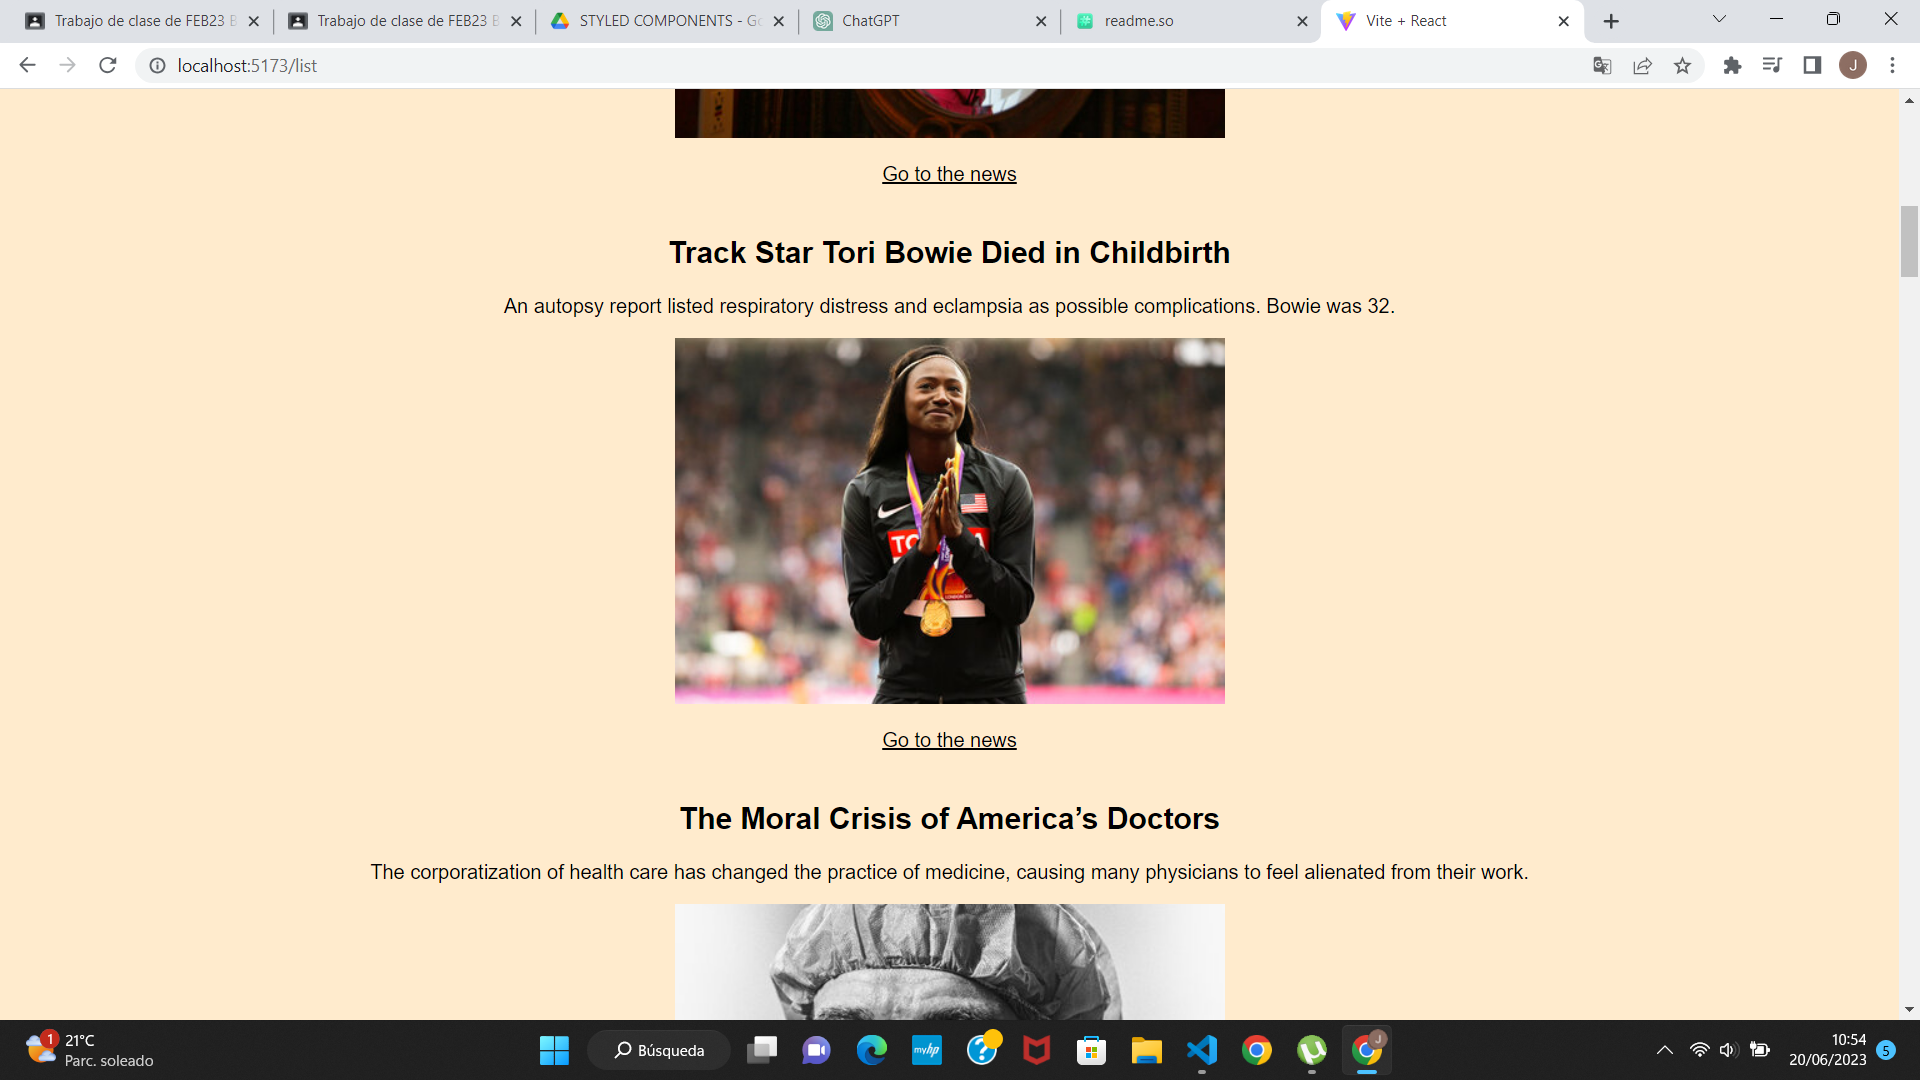 Trabajo de clase de FEB23 B
Trabajo de clase de FEB23 B
STYLED COMPONENTS - Go
ChatGPT
readme.so
Vite + React
localhost:5173/list
J
Go to the news
Track Star Tori Bowie Died in Childbirth
An autopsy report listed respiratory distress and eclampsia as possible complications. Bowie was 32.
Go to the news
The Moral Crisis of America’s Doctors
The corporatization of health care has changed the practice of medicine, causing many physicians to feel alienated from their work.
1
21°C
Parc. soleado
Búsqueda
myhp
J
10:54
20/06/2023
5